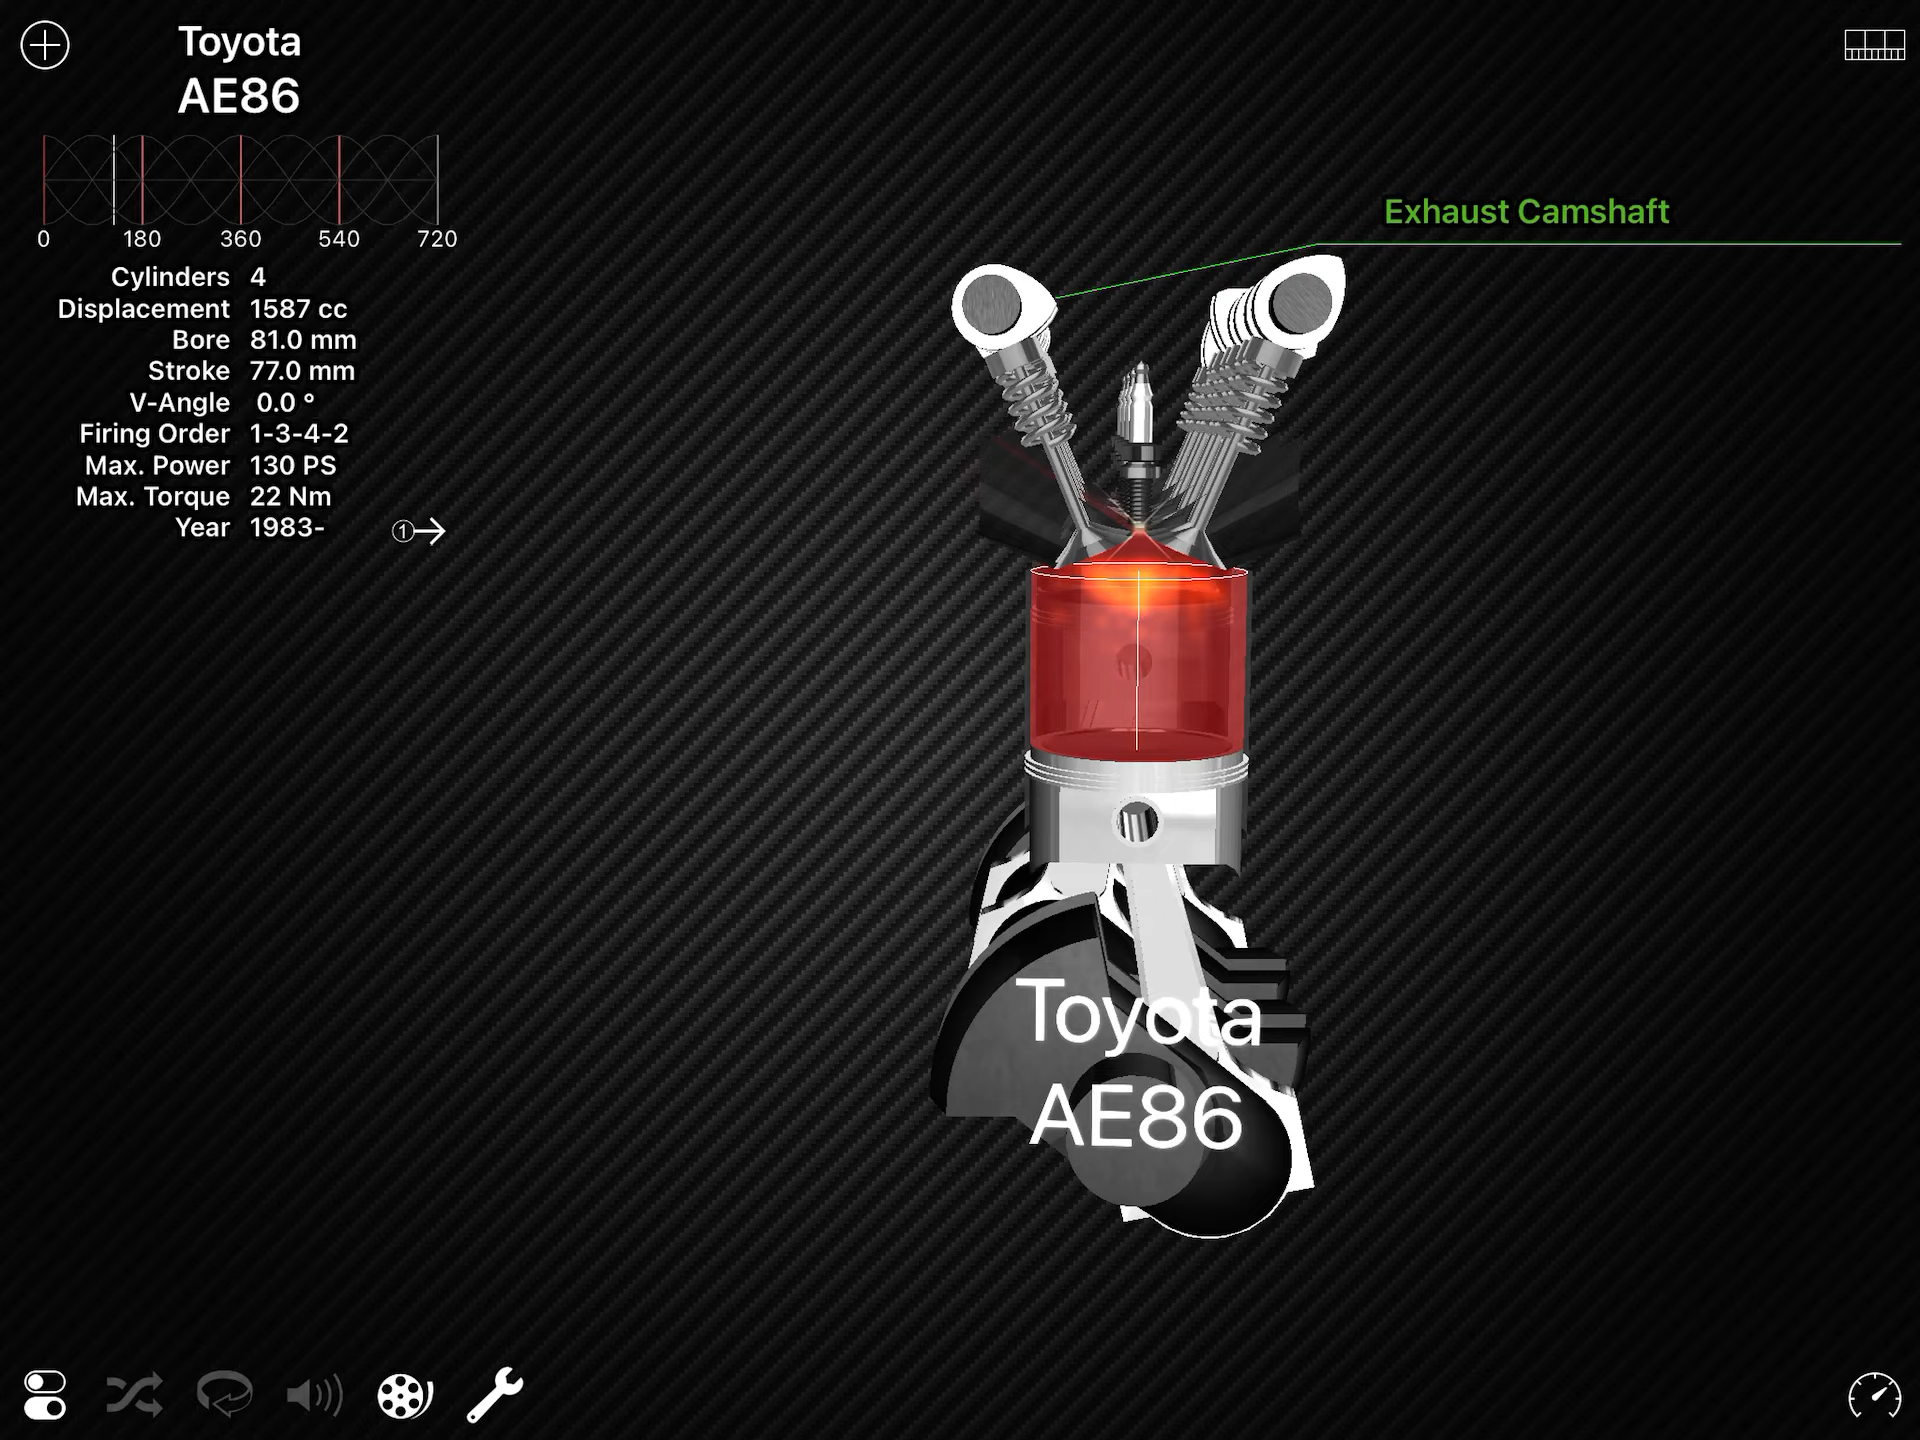 Toyota
AE86
0 180 360 540 720
Cylinders 4
Displacement 1587 cc
Bore 81.0 mm
Stroke 77.0 mm
V-Angle 0.0 °
Firing Order 1-3-4-2
Max. Power 130 PS
Max. Torque 22 Nm
Year 1983-
1
Exhaust Camshaft
Toyota
AE86